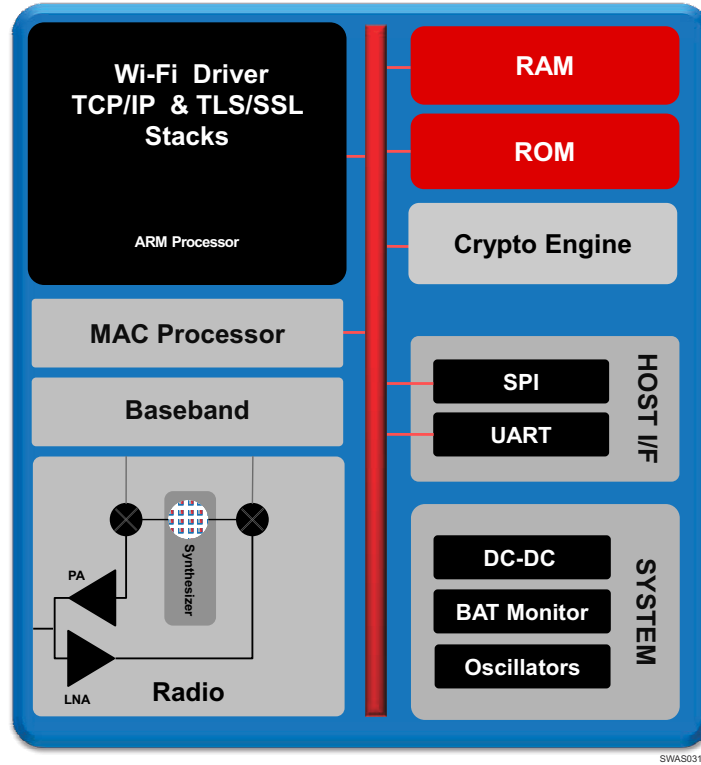 Wi-Fi Driver
TCP/IP & TLS/SSL
Stacks
ARM Processor
MAC Processor
Baseband
Synthesizer
PA
LNA
Radio
RAM
ROM
Crypto Engine
SPI
UART
HOST I/F
DC-DC
BAT Monitor
Oscillators
SYSTEM
SWAS031